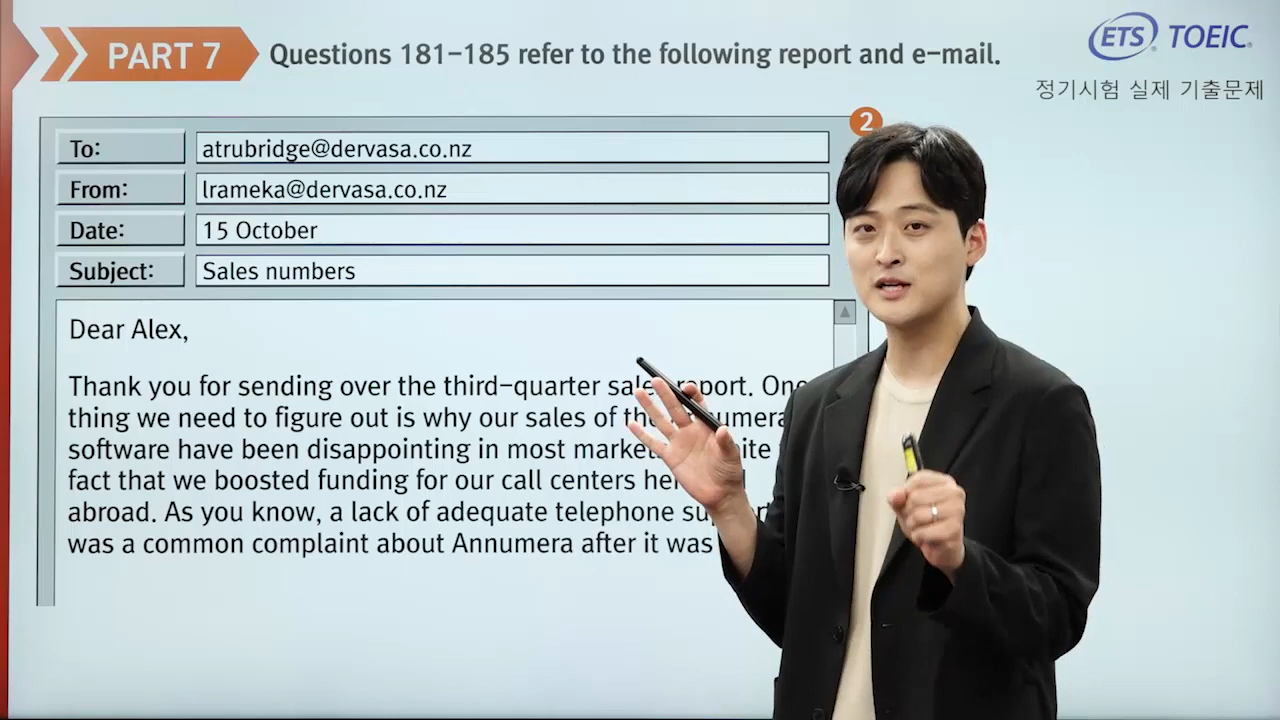 PART 7
Questions 181-185 refer to the following report and e-mail.
ETS® TOEIC®
정기시험 실제 기출문제
2
To: atrubridge@dervasa.co.nz
From: lrameka@dervasa.co.nz
Date: 15 October
Subject: Sales numbers
Dear Alex,
Thank you for sending over the third-quarter sales report. One
thing we need to figure out is why our sales of the Annumera
software have been disappointing in most
fact that we boosted funding for our call centers
abroad. As you know, a lack of adequate telephone support
was a common complaint about Annumera after it was